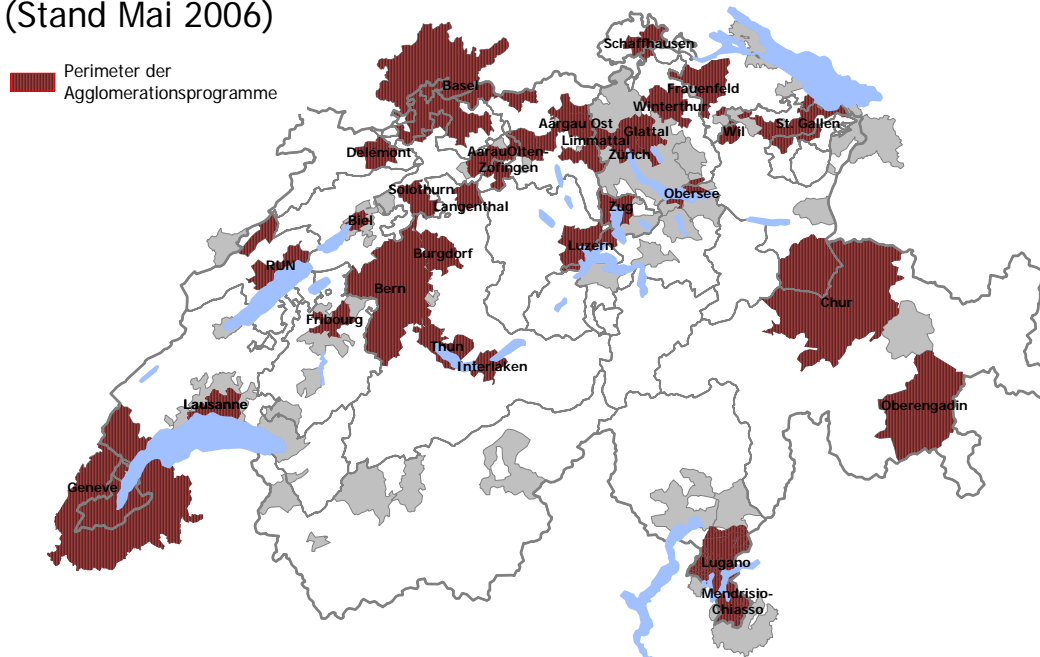 (Stand Mai 2006)
Perimeter der
Agglomerationsprogramme
Schaffhausen
Basel
Frauenfeld
Winterthur
Aargau Ost
Glattal
Wil
St. Gallen
Limmattal
Zürich
Delémont
AarauOlten-
Zofingen
Solothurn
Langenthal
Obersee
Zug
Biel
Luzern
Burgdorf
RUN
Bern
Chur
Fribourg
Thun
Interlaken
Lausanne
Oberengadin
Genève
Lugano
Mendrisio-
Chiasso